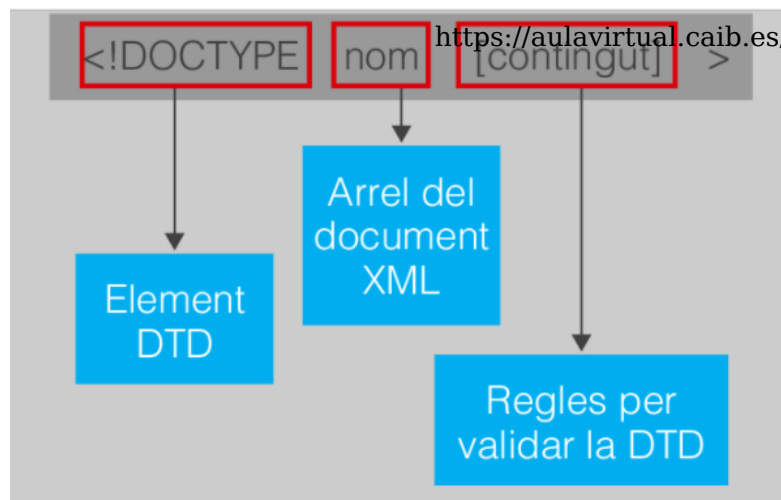 https://aulavirtual.caib.es/
<!DOCTYPE nom [contingut] >
Arrel del
document
XML
Element
DTD
Regles per
validar la DTD